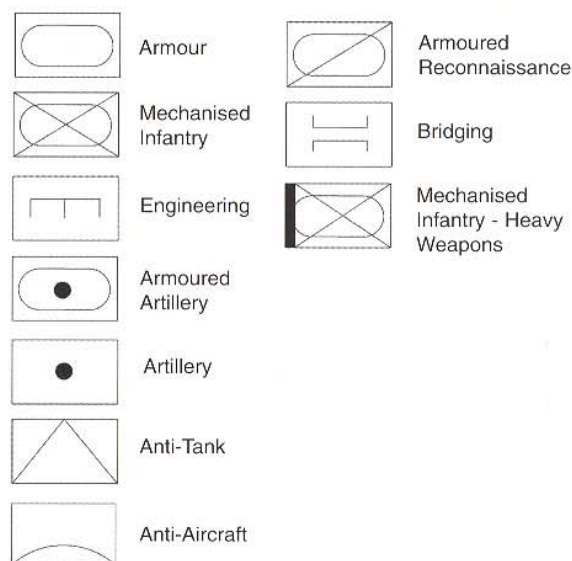 Armour
Mechanised
Infantry
Engineering
Armoured
Artillery
Artillery
Anti-Tank
Anti-Aircraft
Armoured
Reconnaissance
Bridging
Mechanised
Infantry - Heavy
Weapons